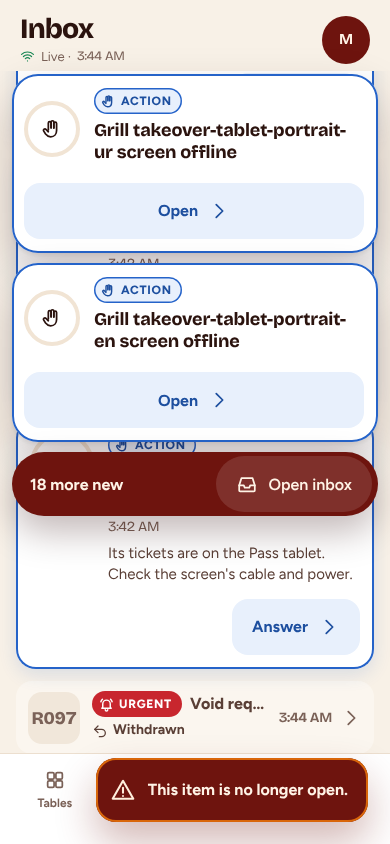 Inbox
Live · 3:44 AM
M
ACTION
Grill takeover-tablet-portrait-
ur screen offline
Open
3:42 AM
ACTION
Grill takeover-tablet-portrait-
en screen offline
Open
ACTION
18 more new
Open inbox
3:42 AM
Its tickets are on the Pass tablet.
Check the screen's cable and power.
Answer
R097
URGENT
Void req...
3:44 AM
Withdrawn
Tables
This item is no longer open.